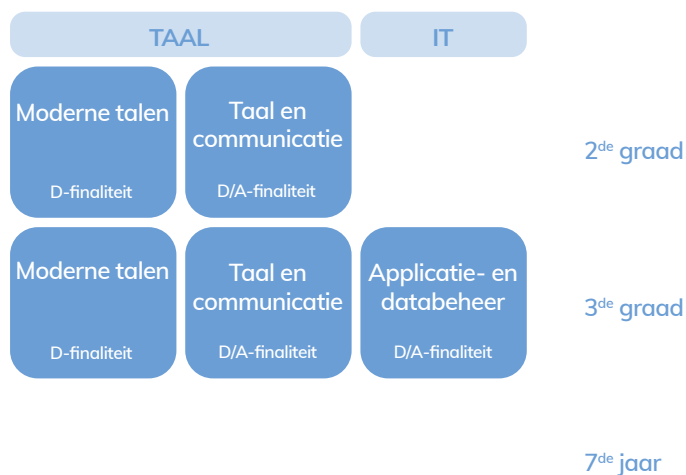 TAAL IT
Moderne talen
D-finaliteit
Taal en
communicatie
D/A-finaliteit
2de graad
Moderne talen
D-finaliteit
Taal en
communicatie
D/A-finaliteit
Applicatie- en
databeheer
D/A-finaliteit
3de graad
7de jaar